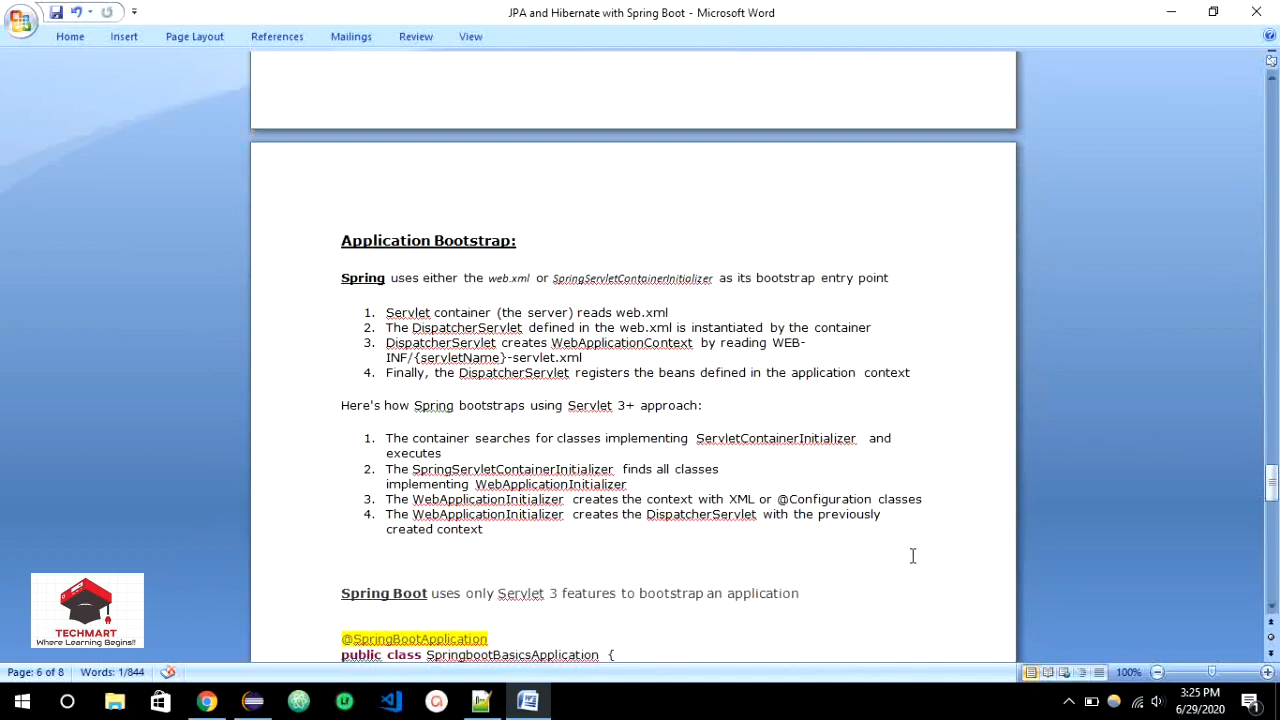 JPA and Hibernate with Spring Boot - Microsoft Word
Home Insert Page Layout References Mailings Review View
Application Bootstrap:
Spring uses either the web.xml or SpringServletContainerInitializer as its bootstrap entry point
1. Servlet container (the server) reads web.xml
2. The DispatcherServlet defined in the web.xml is instantiated by the container
3. DispatcherServlet creates WebApplicationContext by reading WEB-
INF/{servletName}-servlet.xml
4. Finally, the DispatcherServlet registers the beans defined in the application context
Here's how Spring bootstraps using Servlet 3+ approach:
1. The container searches for classes implementing ServletContainerInitializer and
executes
2. The SpringServletContainerInitializer finds all classes
implementing WebApplicationInitializer
3. The WebApplicationInitializer creates the context with XML or @Configuration classes
4. The WebApplicationInitializer creates the DispatcherServlet with the previously
created context
Spring Boot uses only Servlet 3 features to bootstrap an application
@SpringBootApplication
public class SpringbootBasicsApplication {
TECHMART
Where Learning Begins!!
Page: 6 of 8 Words: 1/844 100%
3:25 PM
6/29/2020